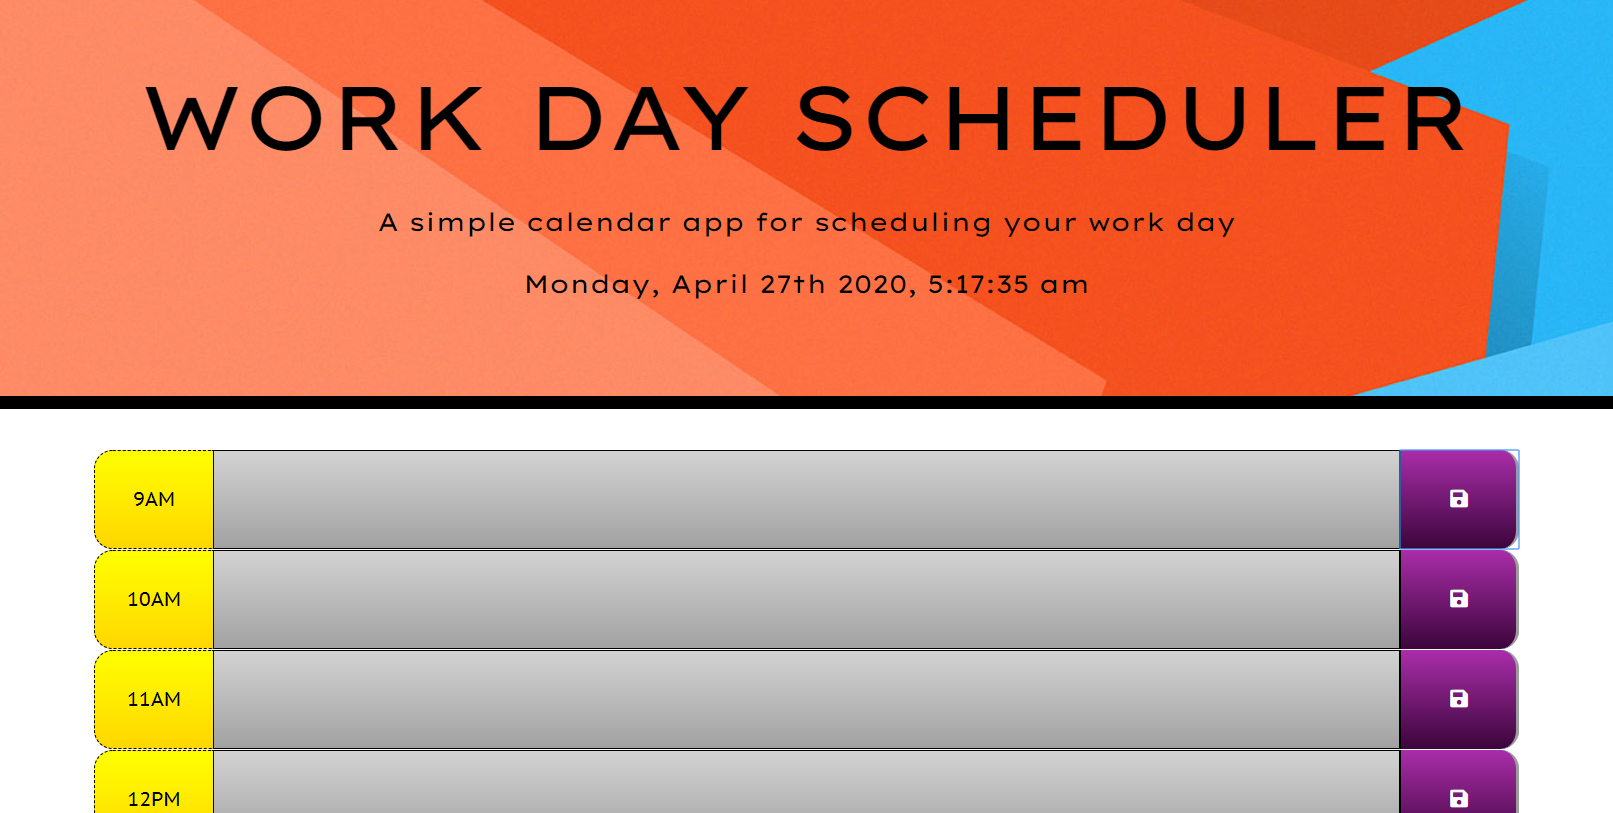 WORK DAY SCHEDULER
A simple calendar app for scheduling your work day
Monday, April 27th 2020, 5:17:35 am
9AM
10AM
11AM
12PM